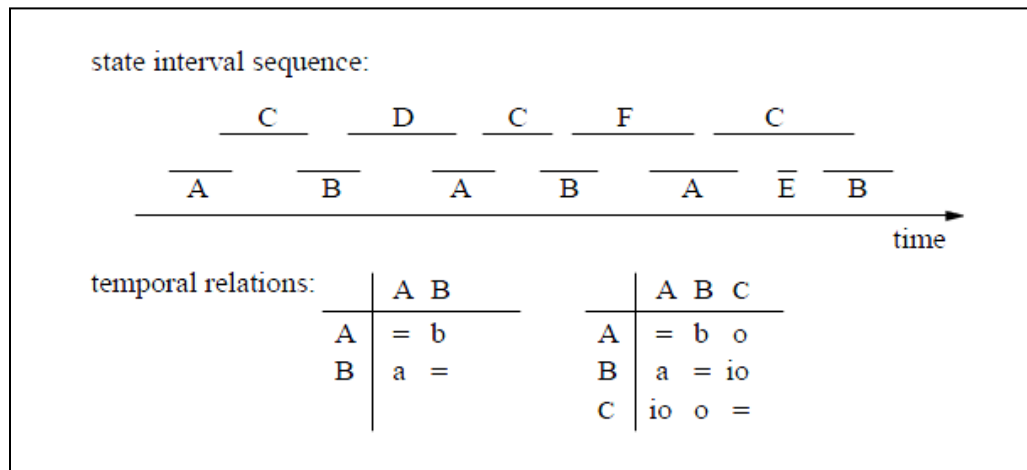 state interval sequence:
C D C F C
A B A B A E B
time
temporal relations:
A B
A = b
B a =
A B C
A = b o
B a = io
C io o =